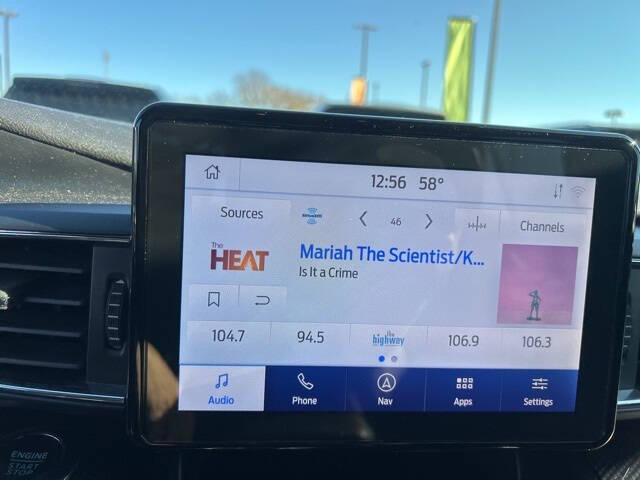 12:56 58°
Sources
SiriusXM
46
Channels
The
HEAT
Mariah The Scientist/K...
Is It a Crime
104.7
94.5
the
highway
106.9
106.3
Audio
Phone
Nav
Apps
Settings
ENGINE
START
STOP